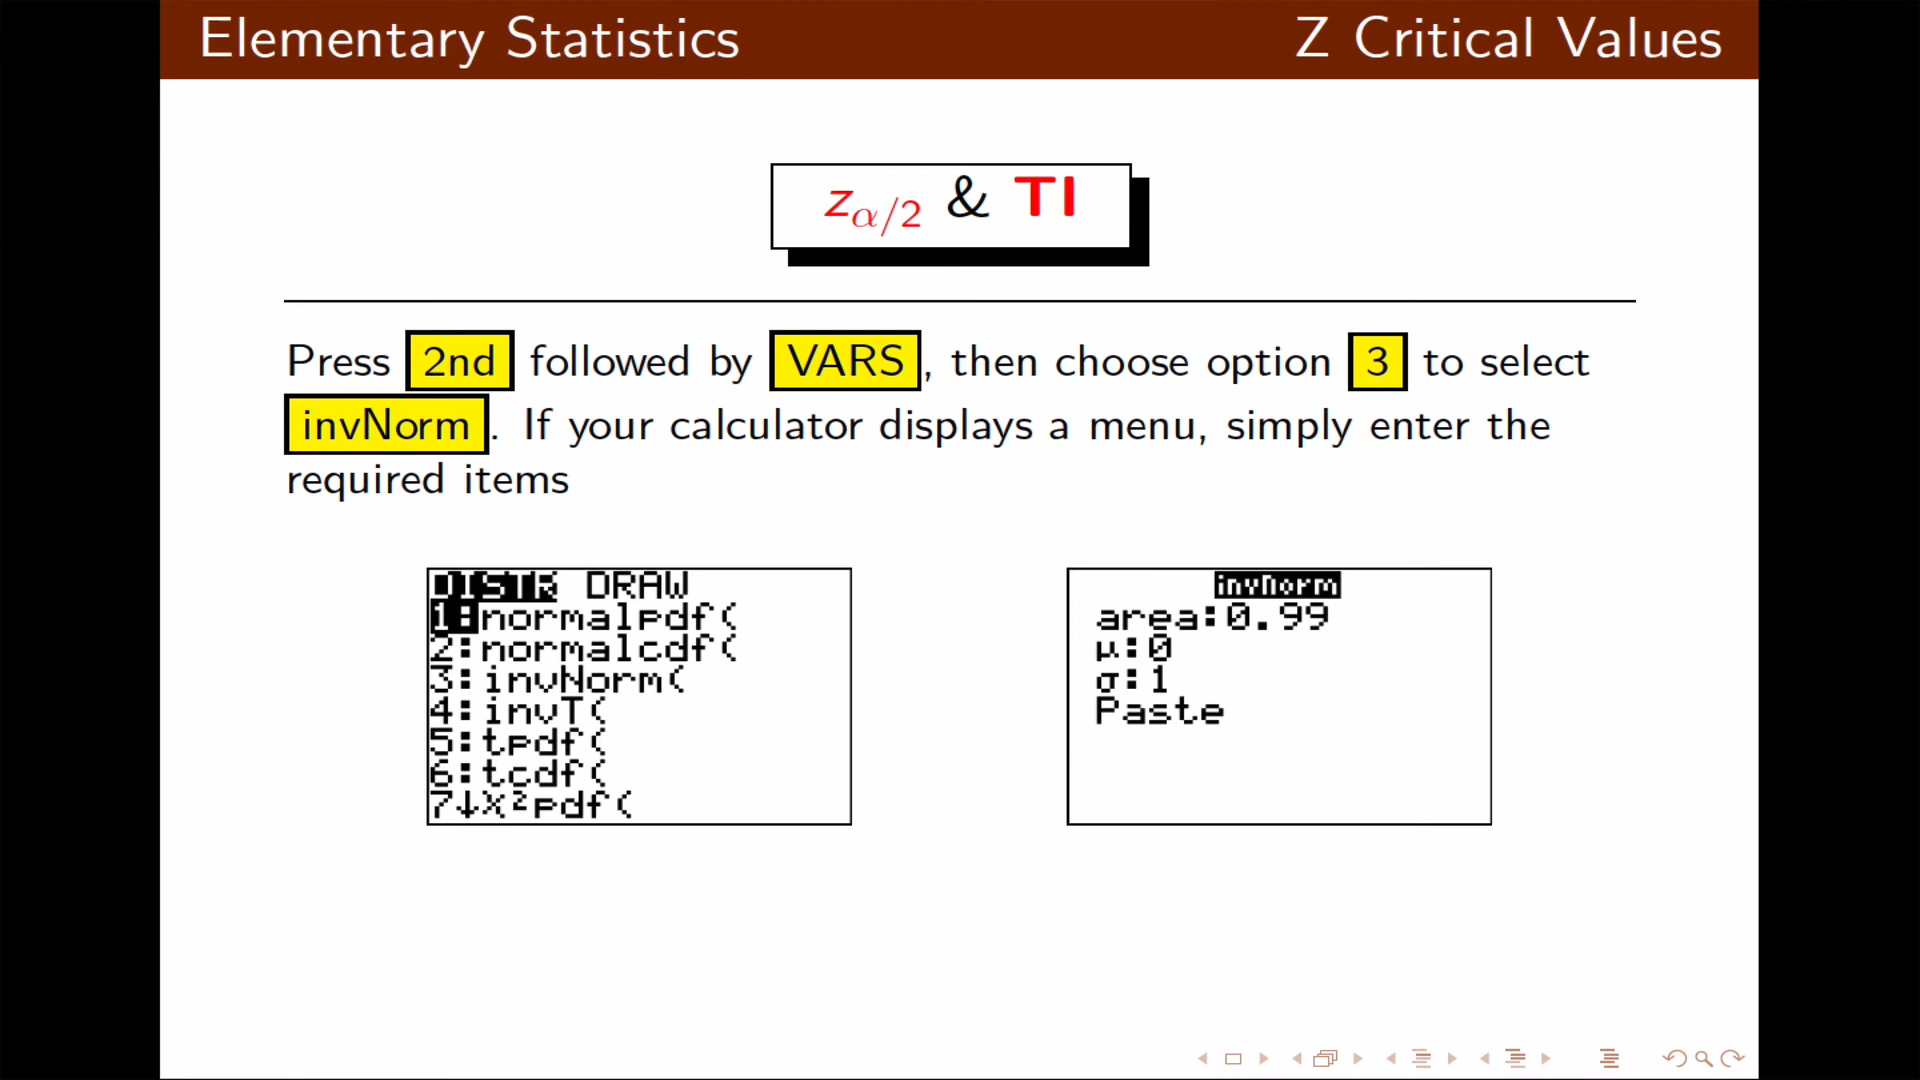 Elementary Statistics Z Critical Values
zα/2 & TI
Press 2nd followed by VARS, then choose option 3 to select
invNorm. If your calculator displays a menu, simply enter the
required items
DISTR DRAW
1:normalpdf(
2:normalcdf(
3:invNorm(
4:invT(
5:tpdf(
6:tcdf(
7↓χ²pdf(
invNorm
area:0.99
μ:0
σ:1
Paste